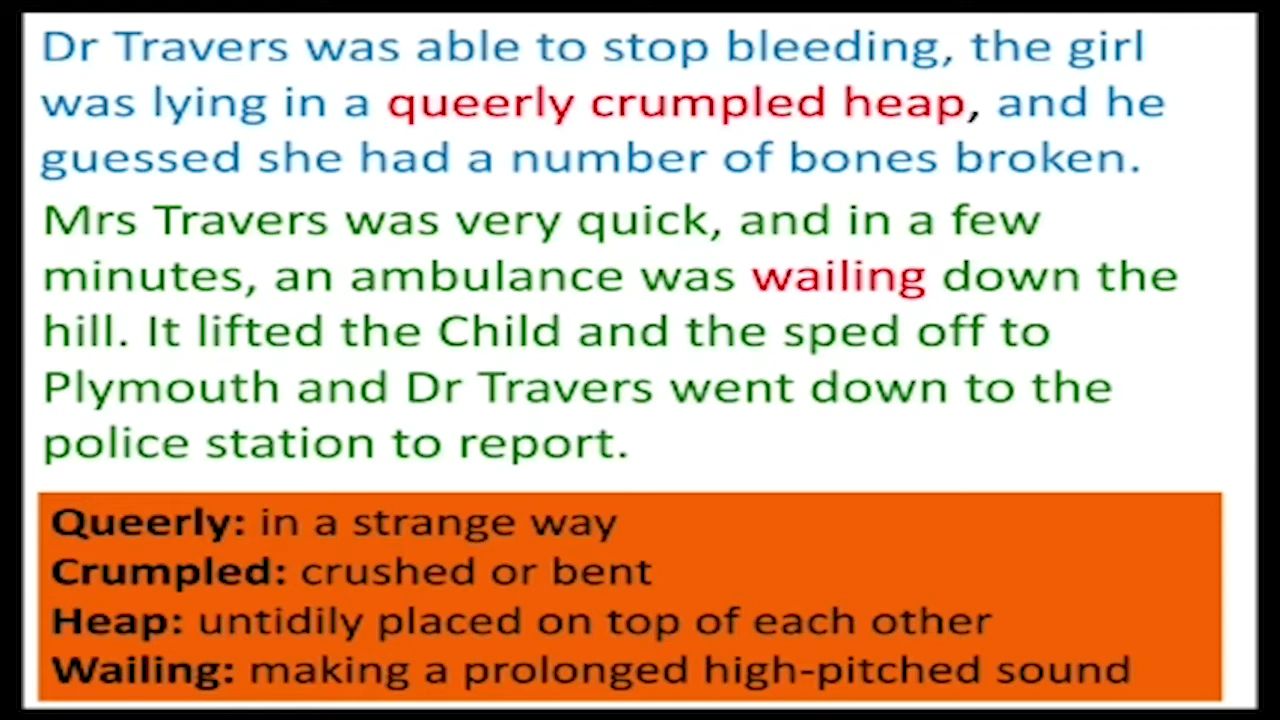 Dr Travers was able to stop bleeding, the girl
was lying in a queerly crumpled heap, and he
guessed she had a number of bones broken.
Mrs Travers was very quick, and in a few
minutes, an ambulance was wailing down the
hill. It lifted the Child and the sped off to
Plymouth and Dr Travers went down to the
police station to report.
Queerly: in a strange way
Crumpled: crushed or bent
Heap: untidily placed on top of each other
Wailing: making a prolonged high-pitched sound